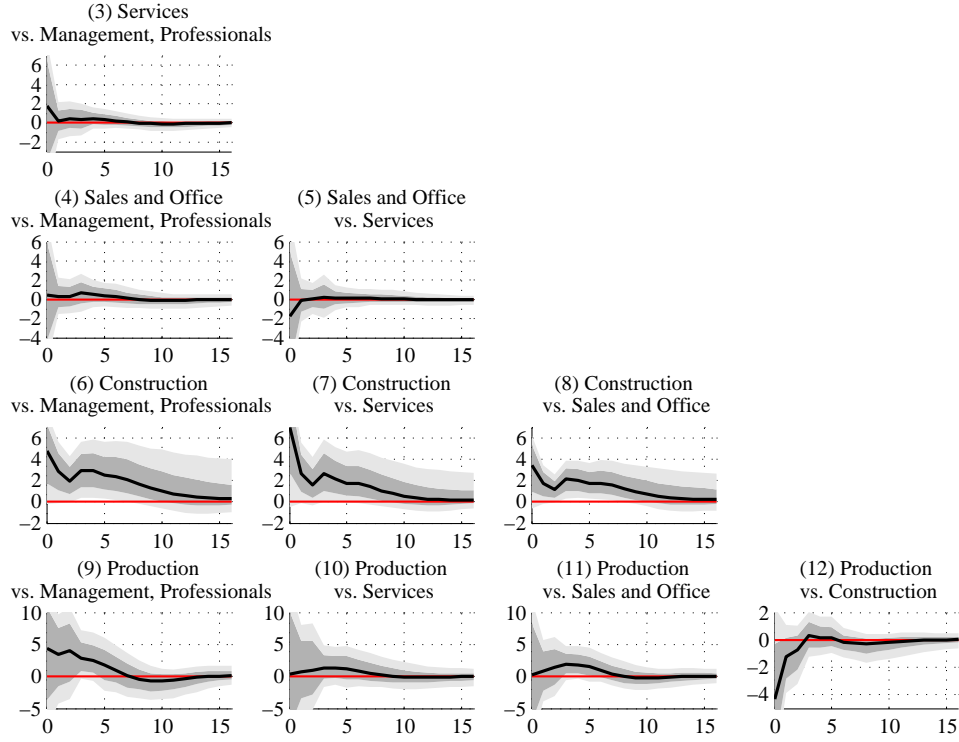 (3) Services
vs. Management, Professionals
6
4
2
0
−2
0 5 10 15
(4) Sales and Office (5) Sales and Office
vs. Management, Professionals vs. Services
6 6
4 4
2 2
0 0
−2 −2
−4 −4
0 5 10 15 0 5 10 15
(6) Construction (7) Construction (8) Construction
vs. Management, Professionals vs. Services vs. Sales and Office
6 6 6
4 4 4
2 2 2
0 0 0
−2 −2 −2
0 5 10 15 0 5 10 15 0 5 10 15
(9) Production (10) Production (11) Production (12) Production
vs. Management, Professionals vs. Services vs. Sales and Office vs. Construction
10 10 10 2
5 5 5 0
0 0 0 −2
−5 −5 −5 −4
0 5 10 15 0 5 10 15 0 5 10 15 0 5 10 15